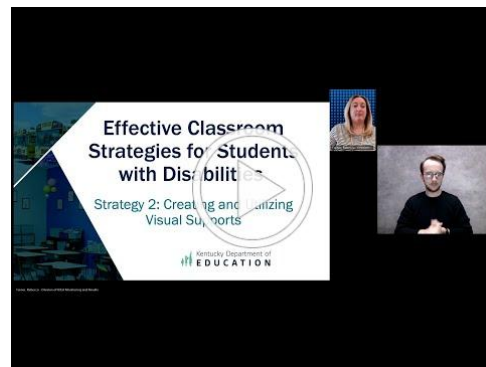 Effective Classroom
Strategies for Students
with Disabilities
Strategy 2: Creating and Utilizing
Visual Supports
Kentucky Department of
EDUCATION